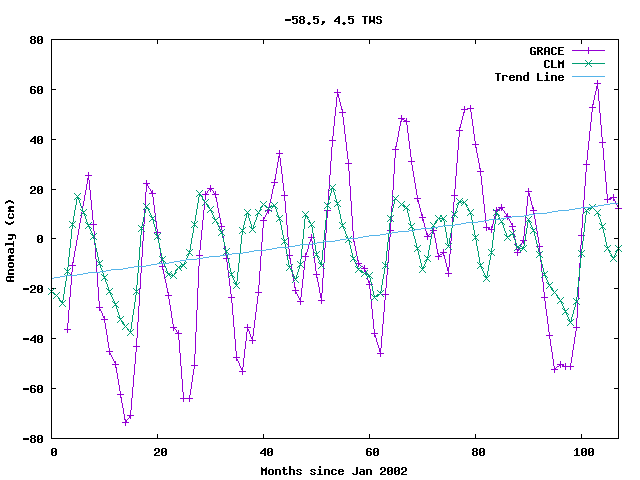 -58.5, 4.5 TWS
GRACE
CLM
Trend Line
80
60
40
20
0
-20
-40
-60
-80
Anomaly (cm)
0 20 40 60 80 100
Months since Jan 2002